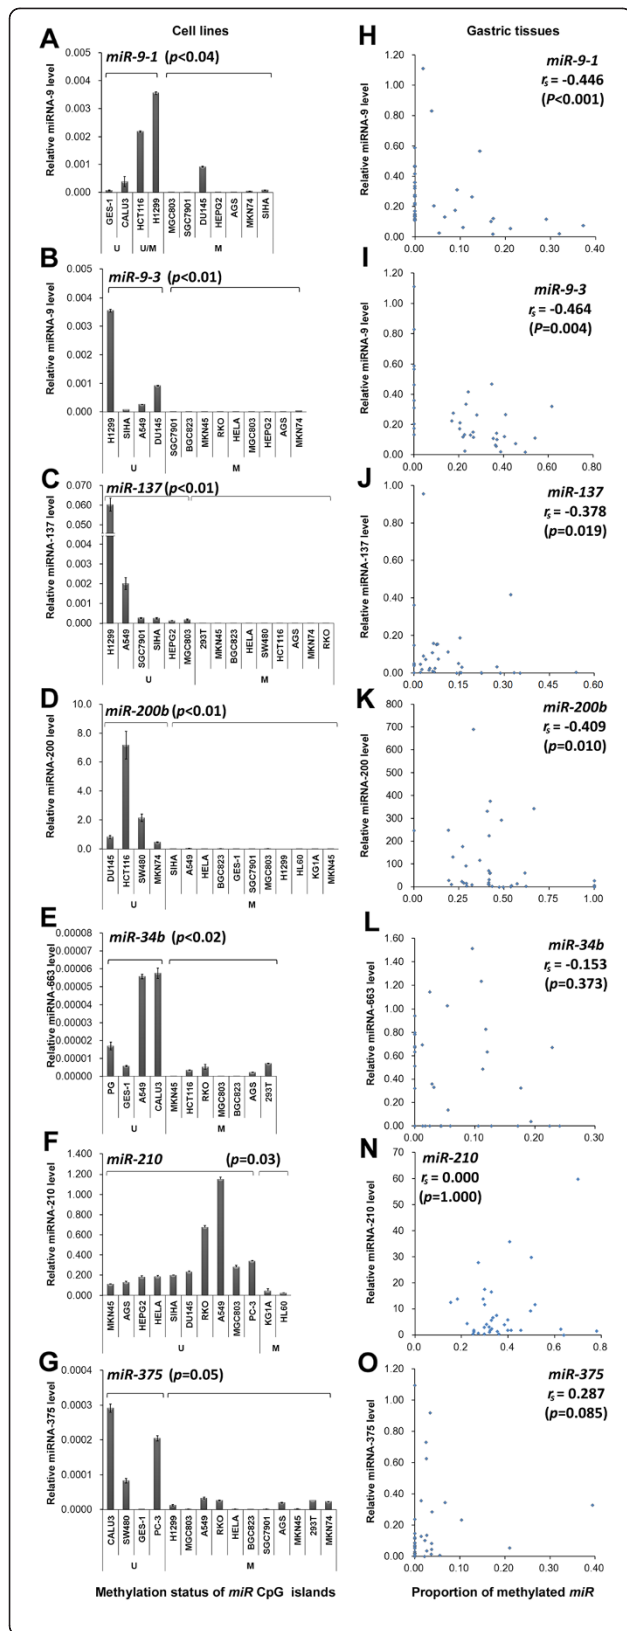 Cell lines
Gastric tissues
A
miR-9-1 (p<0.04)
Relative miRNA-9 level
0.005
0.004
0.003
0.002
0.001
0.000
GES-1 CALU3 HCT116 H1299 MGC803 SGC7901 DU145 HEPG2 AGS MKN74 SIHA
U U/M M
H
miR-9-1
rs = -0.446
(P<0.001)
Relative miRNA-9 level
1.20
1.00
0.80
0.60
0.40
0.20
0.00
0.00 0.10 0.20 0.30 0.40
B
miR-9-3 (p<0.01)
Relative miRNA-9 level
0.005
0.004
0.003
0.002
0.001
0.000
H1299 SIHA A549 DU145 SGC7901 BGC823 MKN45 RKO HELA MGC803 HEPG2 AGS MKN74
U M
I
miR-9-3
rs = -0.464
(P=0.004)
Relative miRNA-9 level
1.20
1.00
0.80
0.60
0.40
0.20
0.00
0.00 0.20 0.40 0.60 0.80
C
miR-137 (p<0.01)
Relative miRNA-137 level
0.070
0.060
0.004
0.003
0.002
0.001
0.000
H1299 A549 SGC7901 SIHA HEPG2 MGC803 293T MKN45 BGC823 HELA SW480 HCT116 AGS MKN74 RKO
U M
J
miR-137
rs = -0.378
(p=0.019)
Relative miRNA-137 level
1.00
0.80
0.60
0.40
0.20
0.00
0.00 0.15 0.30 0.45 0.60
D
miR-200b (p<0.01)
Relative miRNA-200 level
8.0
6.0
4.0
2.0
0.0
DU145 HCT116 SW480 MKN74 SIHA A549 HELA BGC823 GES-1 SGC7901 MGC803 H1299 HL60 KG1A MKN45
U M
K
miR-200b
rs = -0.409
(p=0.010)
Relative miRNA-200 level
800
700
600
500
400
300
200
100
0
0.00 0.20 0.40 0.60 0.80 1.00
E
miR-34b (p<0.02)
Relative miRNA-663 level
0.00008
0.00007
0.00006
0.00005
0.00004
0.00003
0.00002
0.00001
0.00000
PG GES-1 A549 CALU3 MKN45 HCT116 RKO MGC803 BGC823 AGS 293T
U M
L
miR-34b
rs = -0.153
(p=0.373)
Relative miRNA-663 level
1.60
1.40
1.20
1.00
0.80
0.60
0.40
0.20
0.00
0.00 0.10 0.20 0.30
F
miR-210 (p=0.03)
Relative miRNA-210 level
1.400
1.200
1.000
0.800
0.600
0.400
0.200
0.000
MKN45 AGS HEPG2 HELA SIHA DU145 RKO A549 MGC803 PC-3 KG1A HL60
U M
N
miR-210
rs = 0.000
(p=1.000)
Relative miRNA-210 level
70
60
50
40
30
20
10
0
0.0 0.2 0.4 0.6 0.8
G
miR-375 (p=0.05)
Relative miRNA-375 level
0.0004
0.0003
0.0002
0.0001
0.0000
CALU3 SW480 GES-1 PC-3 H1299 MGC803 A549 RKO HELA BGC823 SGC7901 AGS MKN45 293T MKN74
U M
O
miR-375
rs = 0.287
(p=0.085)
Relative miRNA-375 level
1.20
1.00
0.80
0.60
0.40
0.20
0.00
0.00 0.10 0.20 0.30 0.40
Methylation status of miR CpG islands
Proportion of methylated miR